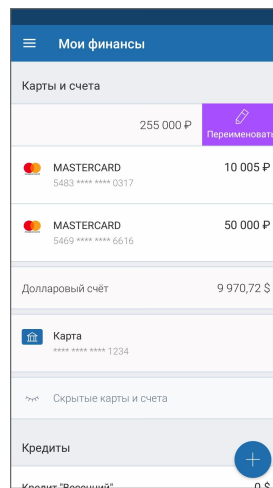 Мои финансы
Карты и счета
255 000 ₽
Переименовать
MASTERCARD 10 005 ₽
5483 **** **** 0317
MASTERCARD 50 000 ₽
5469 **** **** 6616
Долларовый счёт 9 970,72 $
Карта
**** **** **** 1234
Скрытые карты и счета
Кредиты
Кредит "Весенний" 0 $